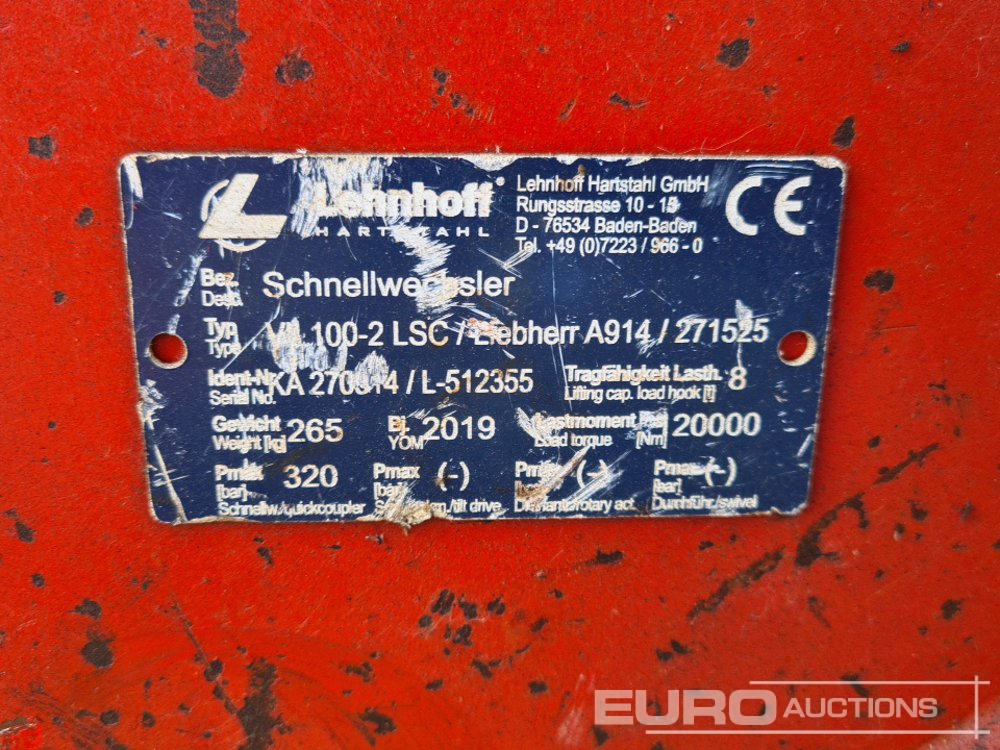 Lehnhoff®
HARTSTAHL
Lehnhoff Hartstahl GmbH
Rungsstrasse 10 - 15
D - 76534 Baden-Baden
Tel. +49 (0)7223 / 966 - 0
CE
Bez. Schnellwechsler
Desg.
Typ 100-2 LSC / Liebherr A914 / 271525
Type
Ident-Nr. KA / L-512355 Tragfähigkeit Lasth. 8
Serial No. Lifting cap. load hook [t]
Gewicht 265 Bj. 2019 Lastmoment 20000
Weight [kg] YOM Load torque [Nm]
Pmax 320 Pmax (-) Pmax (-) Pmax (-)
[bar] [bar] [bar] [bar]
Schnellw./quickcoupler /tilt drive /rotary act. Durchführ./swivel
EURO AUCTIONS